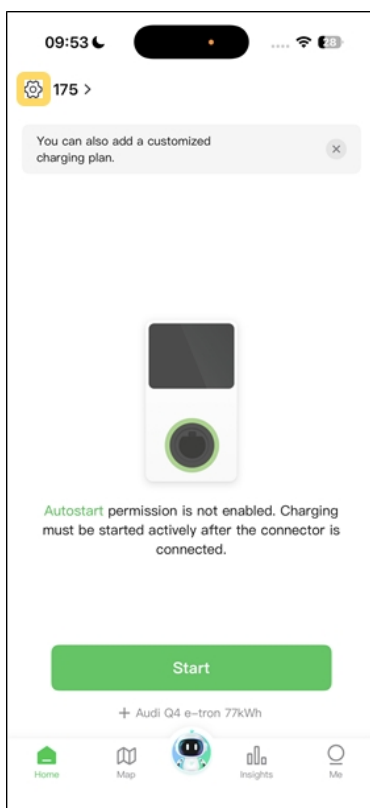 09:53
28
175 >
You can also add a customized
charging plan.
Autostart permission is not enabled. Charging
must be started actively after the connector is
connected.
Start
+ Audi Q4 e-tron 77kWh
Home
Map
Insights
Me